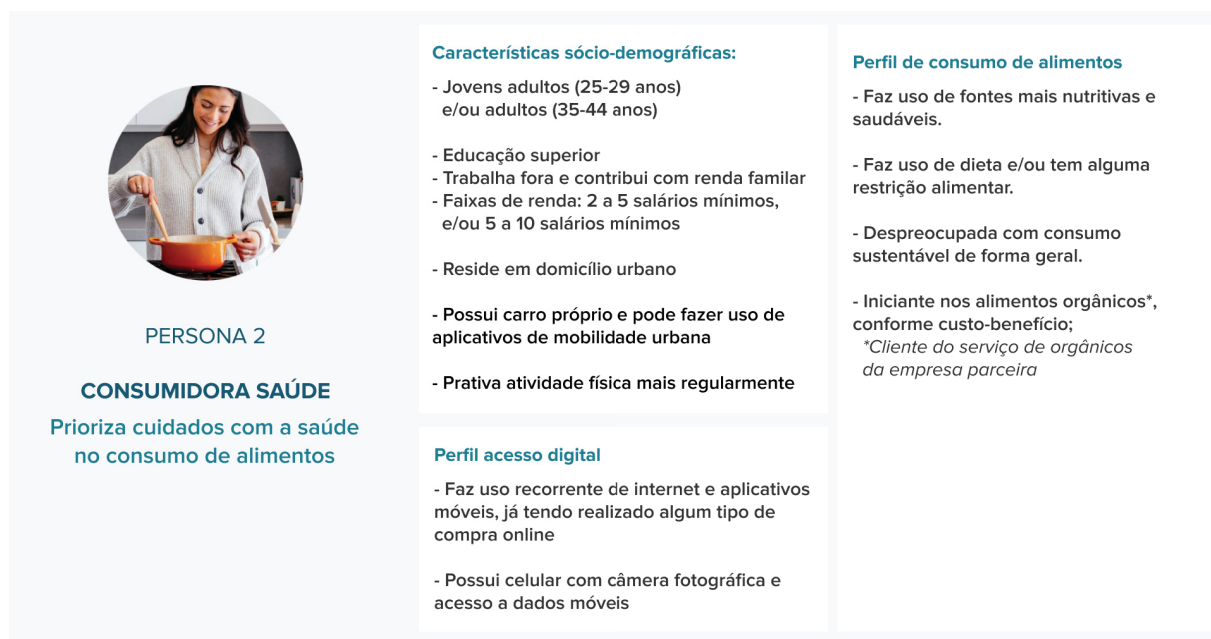 PERSONA 2
CONSUMIDORA SAÚDE
Prioriza cuidados com a saúde
no consumo de alimentos
Características sócio-demográficas:
- Jovens adultos (25-29 anos)
e/ou adultos (35-44 anos)
- Educação superior
- Trabalha fora e contribui com renda familar
- Faixas de renda: 2 a 5 salários mínimos,
e/ou 5 a 10 salários mínimos
- Reside em domicílio urbano
- Possui carro próprio e pode fazer uso de
aplicativos de mobilidade urbana
- Prativa atividade física mais regularmente
Perfil acesso digital
- Faz uso recorrente de internet e aplicativos
móveis, já tendo realizado algum tipo de
compra online
- Possui celular com câmera fotográfica e
acesso a dados móveis
Perfil de consumo de alimentos
- Faz uso de fontes mais nutritivas e
saudáveis.
- Faz uso de dieta e/ou tem alguma
restrição alimentar.
- Despreocupada com consumo
sustentável de forma geral.
- Iniciante nos alimentos orgânicos*,
conforme custo-benefício;
*Cliente do serviço de orgânicos
da empresa parceira